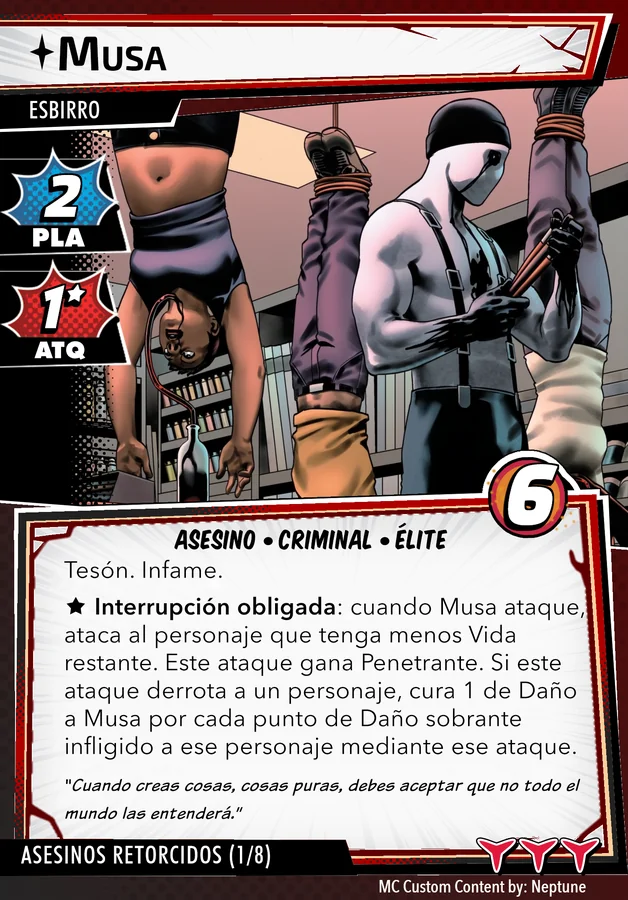 Musa
ESBIRRO
2
PLA
1★
ATQ
6
ASESINO • CRIMINAL • ÉLITE
Tesón. Infame.
★ Interrupción obligada: cuando Musa ataque,
ataca al personaje que tenga menos Vida
restante. Este ataque gana Penetrante. Si este
ataque derrota a un personaje, cura 1 de Daño
a Musa por cada punto de Daño sobrante
infligido a ese personaje mediante ese ataque.
"Cuando creas cosas, cosas puras, debes aceptar que no todo el
mundo las entenderá."
ASESINOS RETORCIDOS (1/8)
MC Custom Content by: Neptune